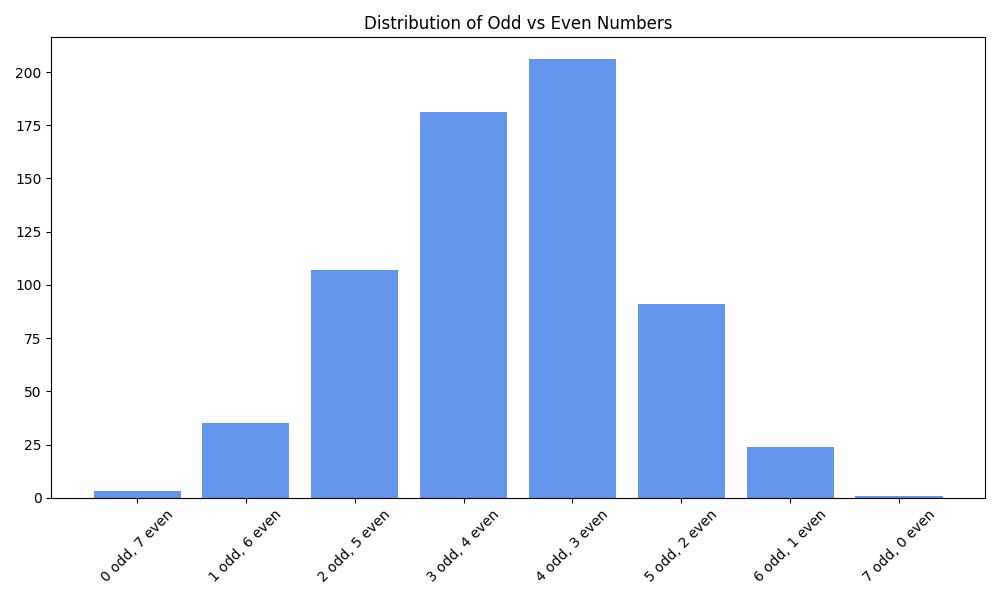 Distribution of Odd vs Even Numbers
200
175
150
125
100
75
50
25
0
0 odd, 7 even
1 odd, 6 even
2 odd, 5 even
3 odd, 4 even
4 odd, 3 even
5 odd, 2 even
6 odd, 1 even
7 odd, 0 even